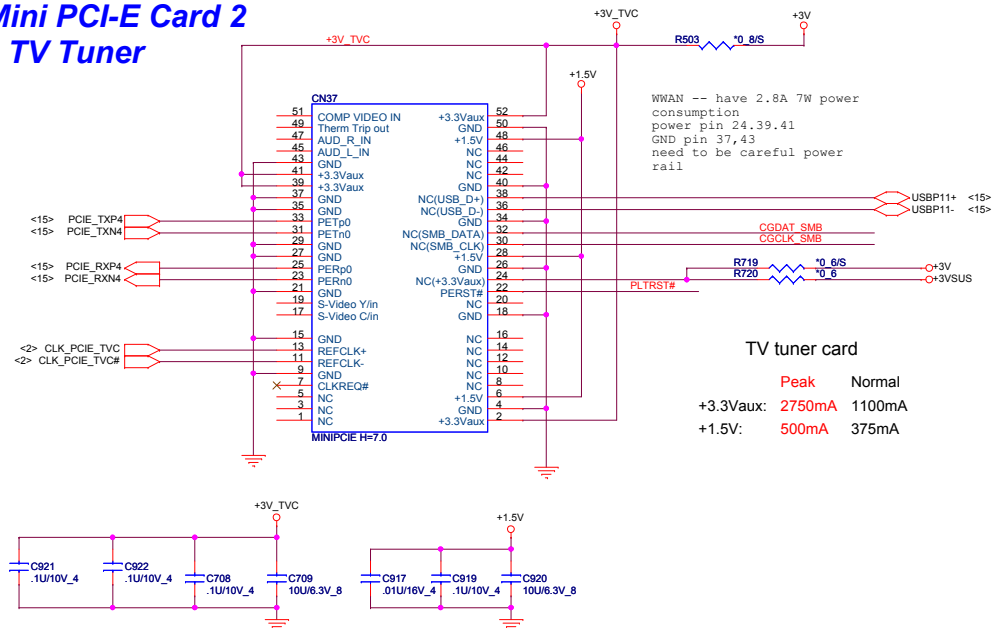 Mini PCI-E Card 2
TV Tuner
+3V_TVC
+3V_TVC
R503 *0_8/S
+3V
+1.5V
WWAN -- have 2.8A 7W power
consumption
power pin 24.39.41
GND pin 37,43
need to be careful power
rail
CN37
51 COMP VIDEO IN +3.3Vaux 52
49 Therm Trip out GND 50
47 AUD_R_IN +1.5V 48
45 AUD_L_IN NC 46
43 GND NC 44
41 +3.3Vaux NC 42
39 +3.3Vaux GND 40
37 GND NC(USB_D+) 38 USBP11+ <15>
35 GND NC(USB_D-) 36 USBP11- <15>
<15> PCIE_TXP4 33 PETp0 GND 34
<15> PCIE_TXN4 31 PETn0 NC(SMB_DATA) 32 CGDAT_SMB
29 GND NC(SMB_CLK) 30 CGCLK_SMB
27 GND +1.5V 28
<15> PCIE_RXP4 25 PERp0 GND 26 R719 *0_6/S +3V
<15> PCIE_RXN4 23 PERn0 NC(+3.3Vaux) 24 R720 *0_6 +3VSUS
21 GND PERST# 22 PLTRST#
19 S-Video Y/in NC 20
17 S-Video C/in GND 18
15 GND NC 16
<2> CLK_PCIE_TVC 13 REFCLK+ NC 14
<2> CLK_PCIE_TVC# 11 REFCLK- NC 12
9 GND NC 10
7 CLKREQ# NC 8
5 NC +1.5V 6
3 NC GND 4
1 NC +3.3Vaux 2
MINIPCIE H=7.0
TV tuner card
Peak Normal
+3.3Vaux: 2750mA 1100mA
+1.5V: 500mA 375mA
+3V_TVC
+1.5V
C921
.1U/10V_4
C922
.1U/10V_4
C708
.1U/10V_4
C709
10U/6.3V_8
C917
.01U/16V_4
C919
.1U/10V_4
C920
10U/6.3V_8